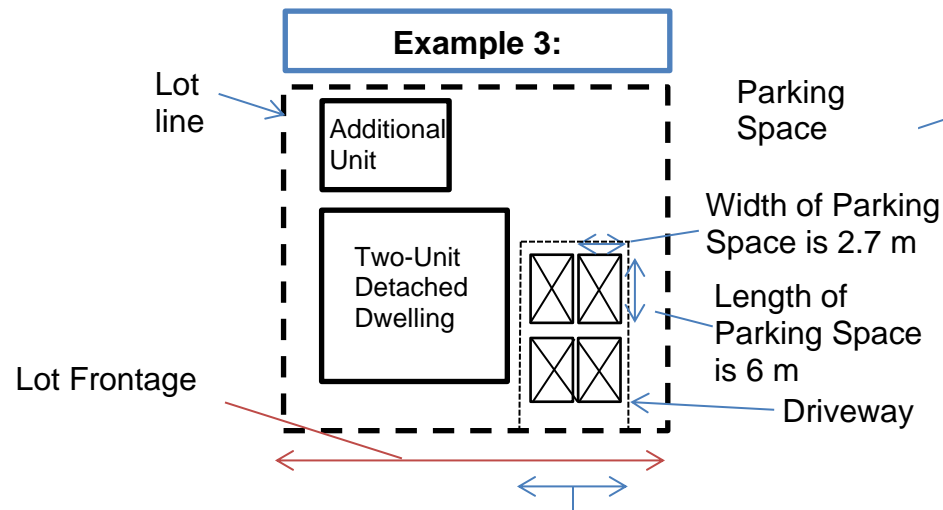 Example 3:
Lot
line
Additional
Unit
Parking
Space
Width of Parking
Space is 2.7 m
Two-Unit
Detached
Dwelling
Length of
Parking Space
is 6 m
Lot Frontage
Driveway